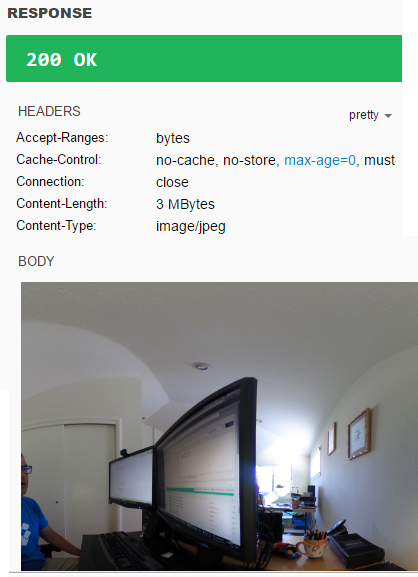 RESPONSE
200 OK
HEADERS
pretty
Accept-Ranges: bytes
Cache-Control: no-cache, no-store, max-age=0, must
Connection: close
Content-Length: 3 MBytes
Content-Type: image/jpeg
BODY